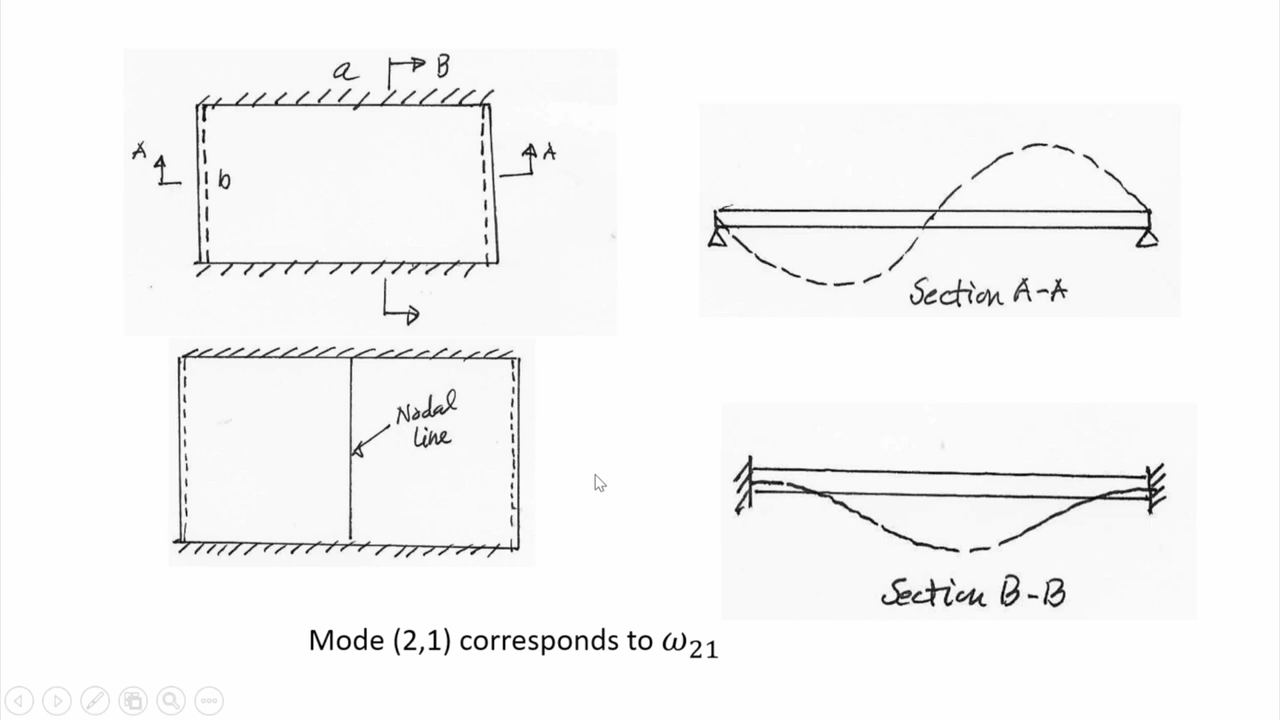 a
B
A
A
b
Nodal
line
Section A-A
Section B-B
Mode (2,1) corresponds to ω₂₁